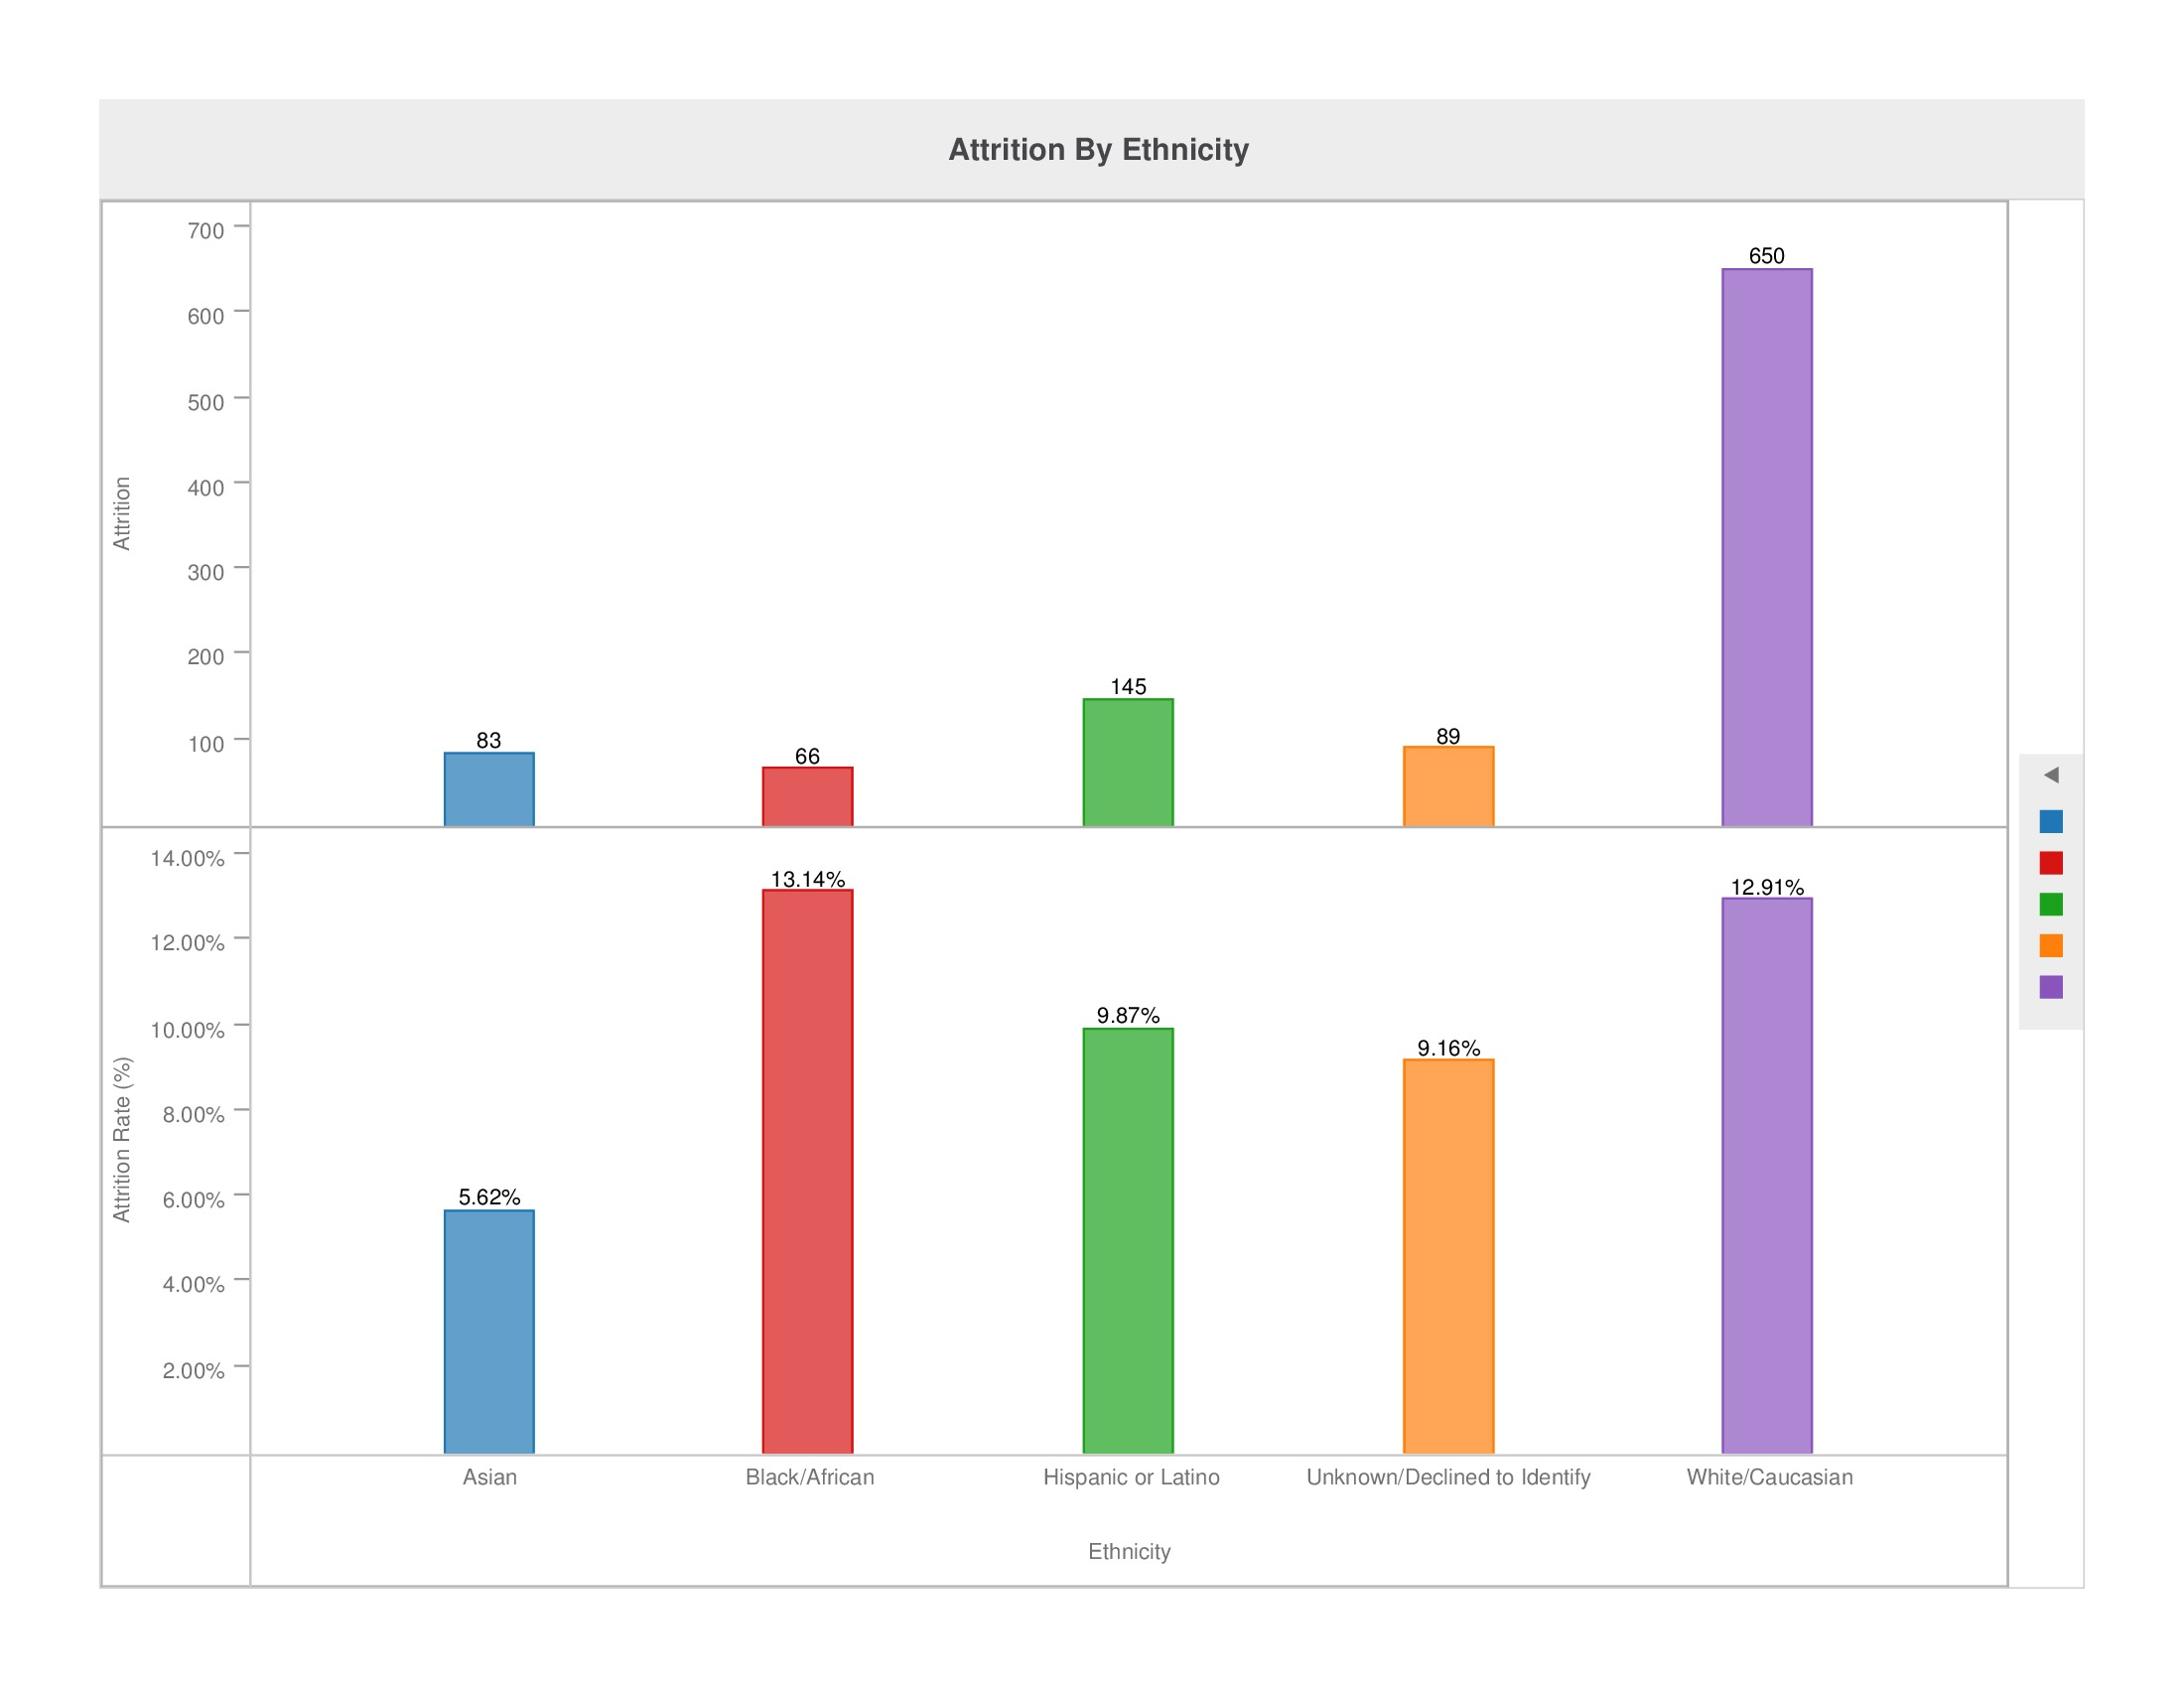 Attrition By Ethnicity
700
600
500
400
300
200
100
Attrition
83
66
145
89
650
14.00%
12.00%
10.00%
8.00%
6.00%
4.00%
2.00%
Attrition Rate (%)
5.62%
13.14%
9.87%
9.16%
12.91%
Asian
Black/African
Hispanic or Latino
Unknown/Declined to Identify
White/Caucasian
Ethnicity